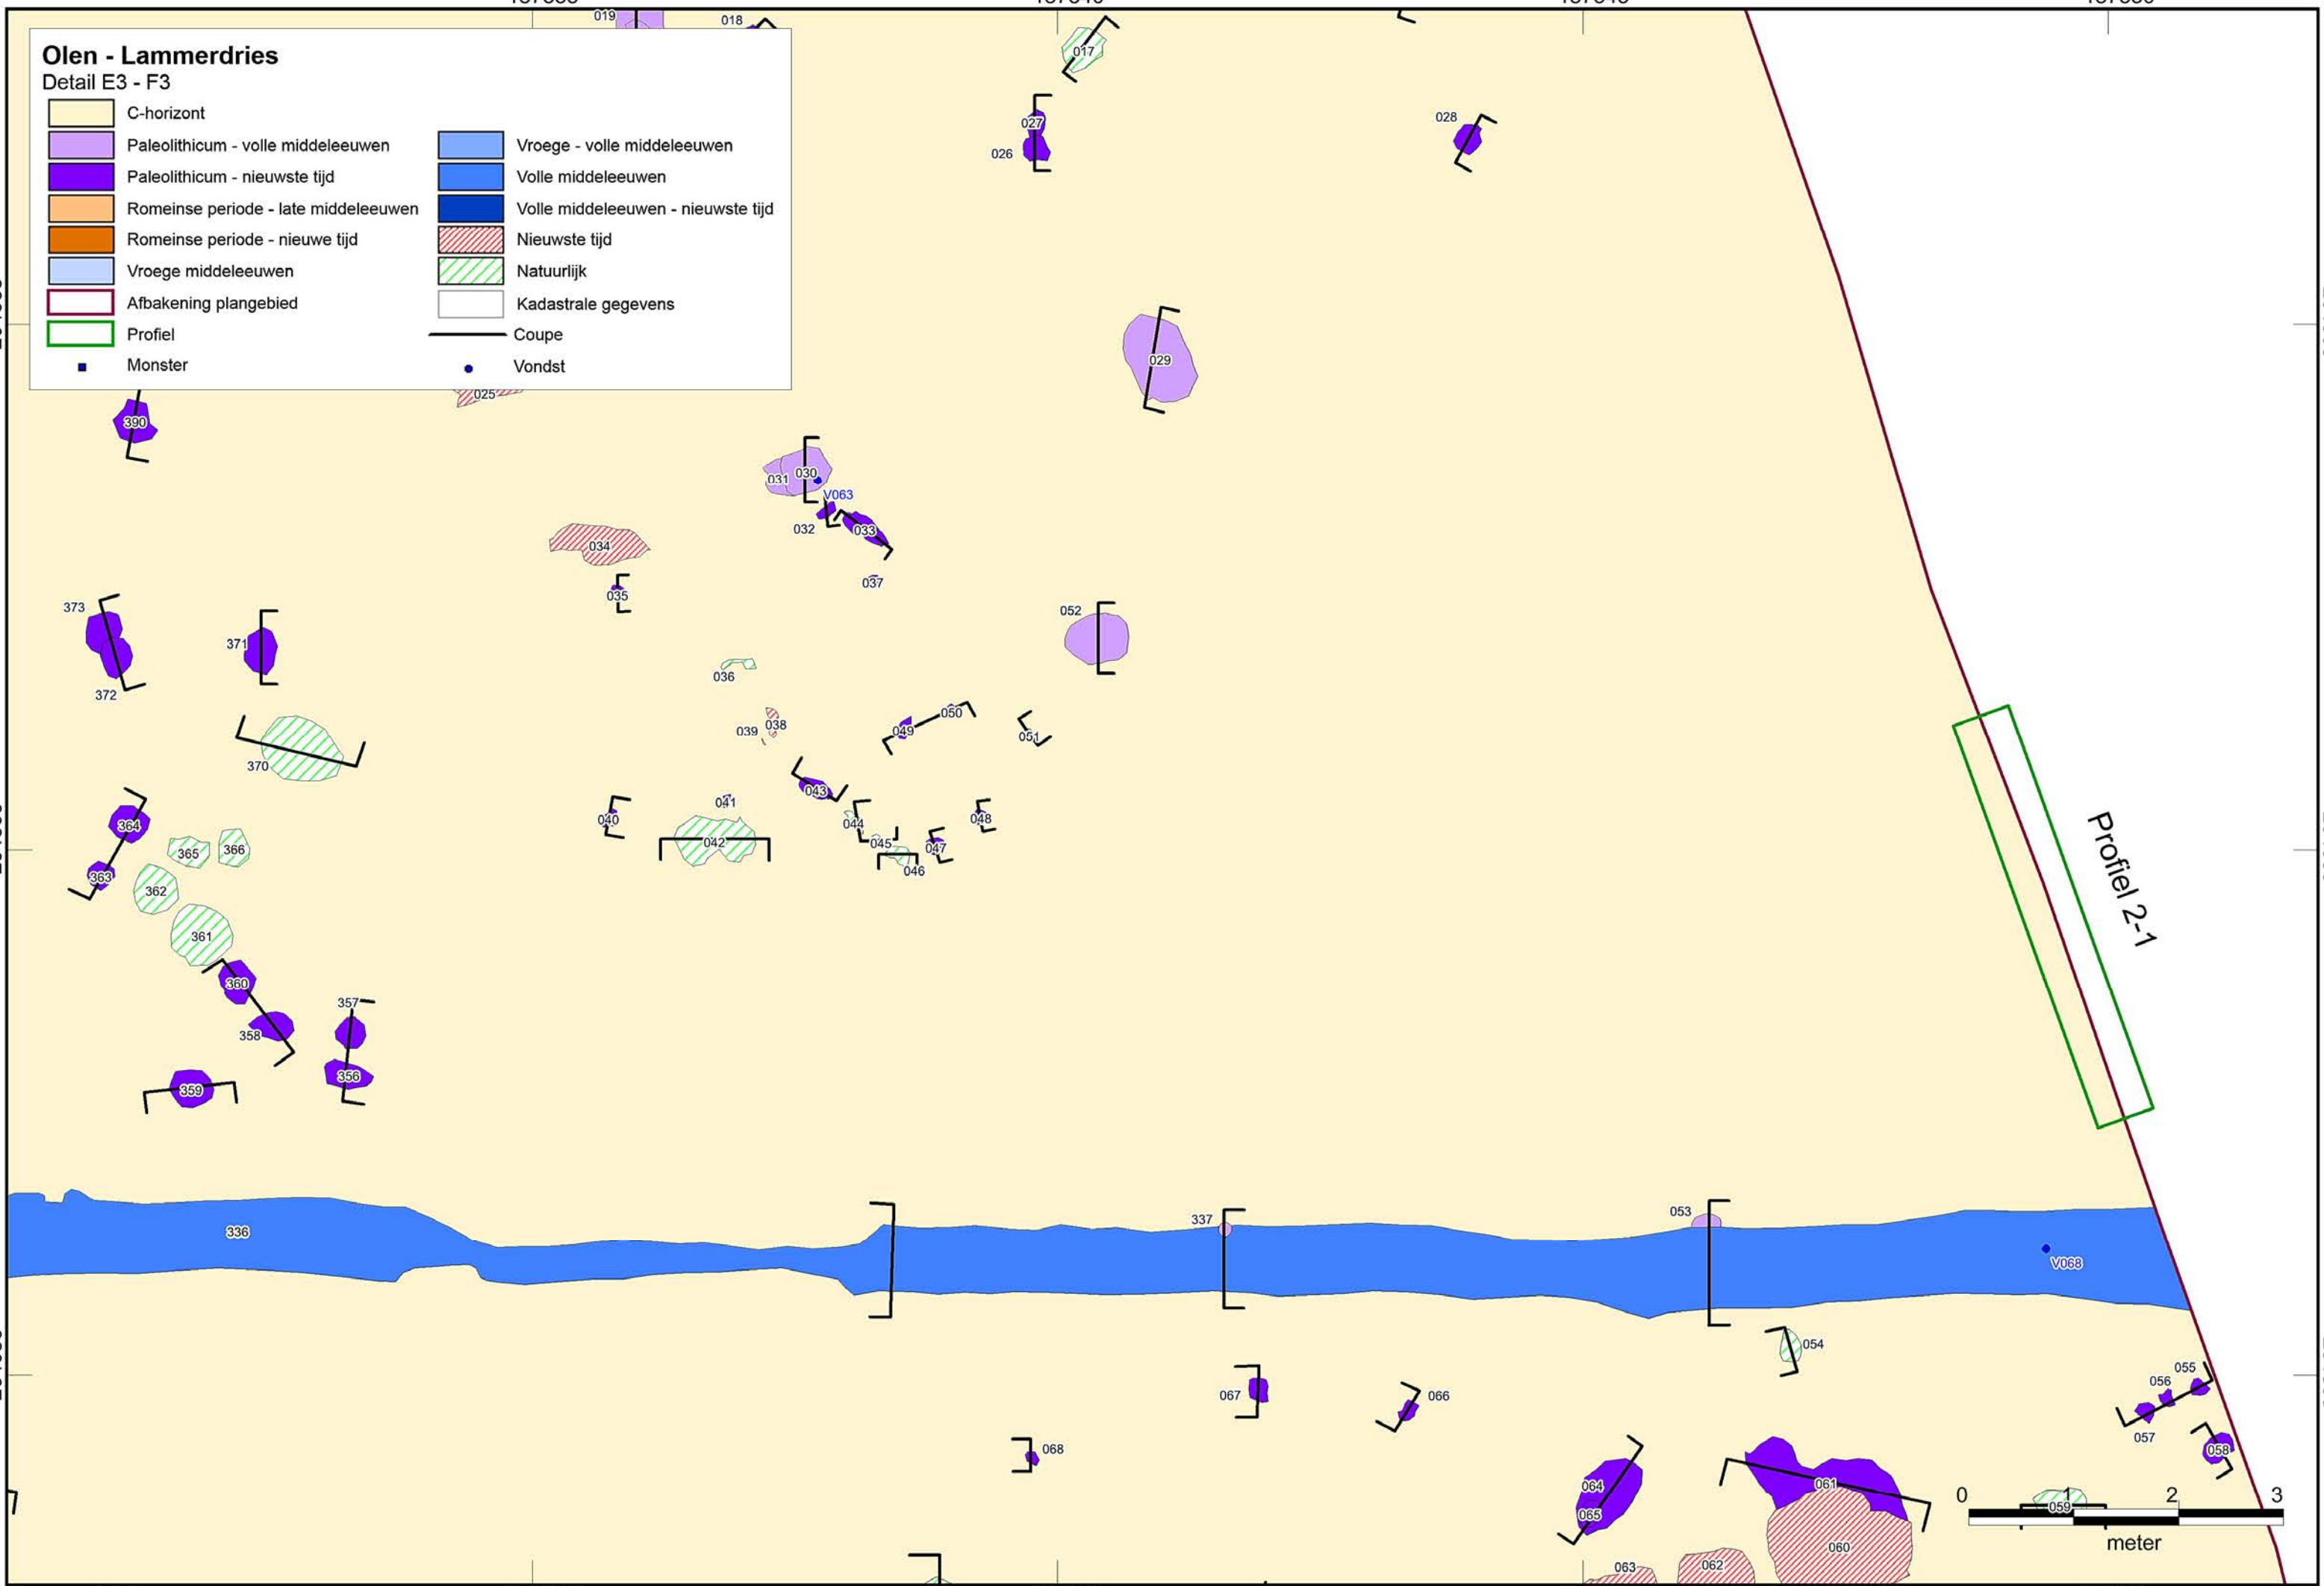 019
018
017
Olen - Lammerdries
Detail E3 - F3
C-horizont
Paleolithicum - volle middeleeuwen
Vroege - volle middeleeuwen
Paleolithicum - nieuwste tijd
Volle middeleeuwen
Romeinse periode - late middeleeuwen
Volle middeleeuwen - nieuwste tijd
Romeinse periode - nieuwe tijd
Nieuwste tijd
Vroege middeleeuwen
Natuurlijk
Afbakening plangebied
Kadastrale gegevens
Profiel
Coupe
Monster
Vondst
027
026
028
029
025
390
030
031
V063
032
033
034
037
035
373
371
052
372
036
050
038
049
039
051
370
043
041
040
048
044
364
042
045
047
366
365
046
363
362
Profiel 2-1
361
360
357
358
356
359
337
053
336
V068
054
055
056
067
066
057
068
058
064
061
065
0 1 2 3
059
meter
060
062
063